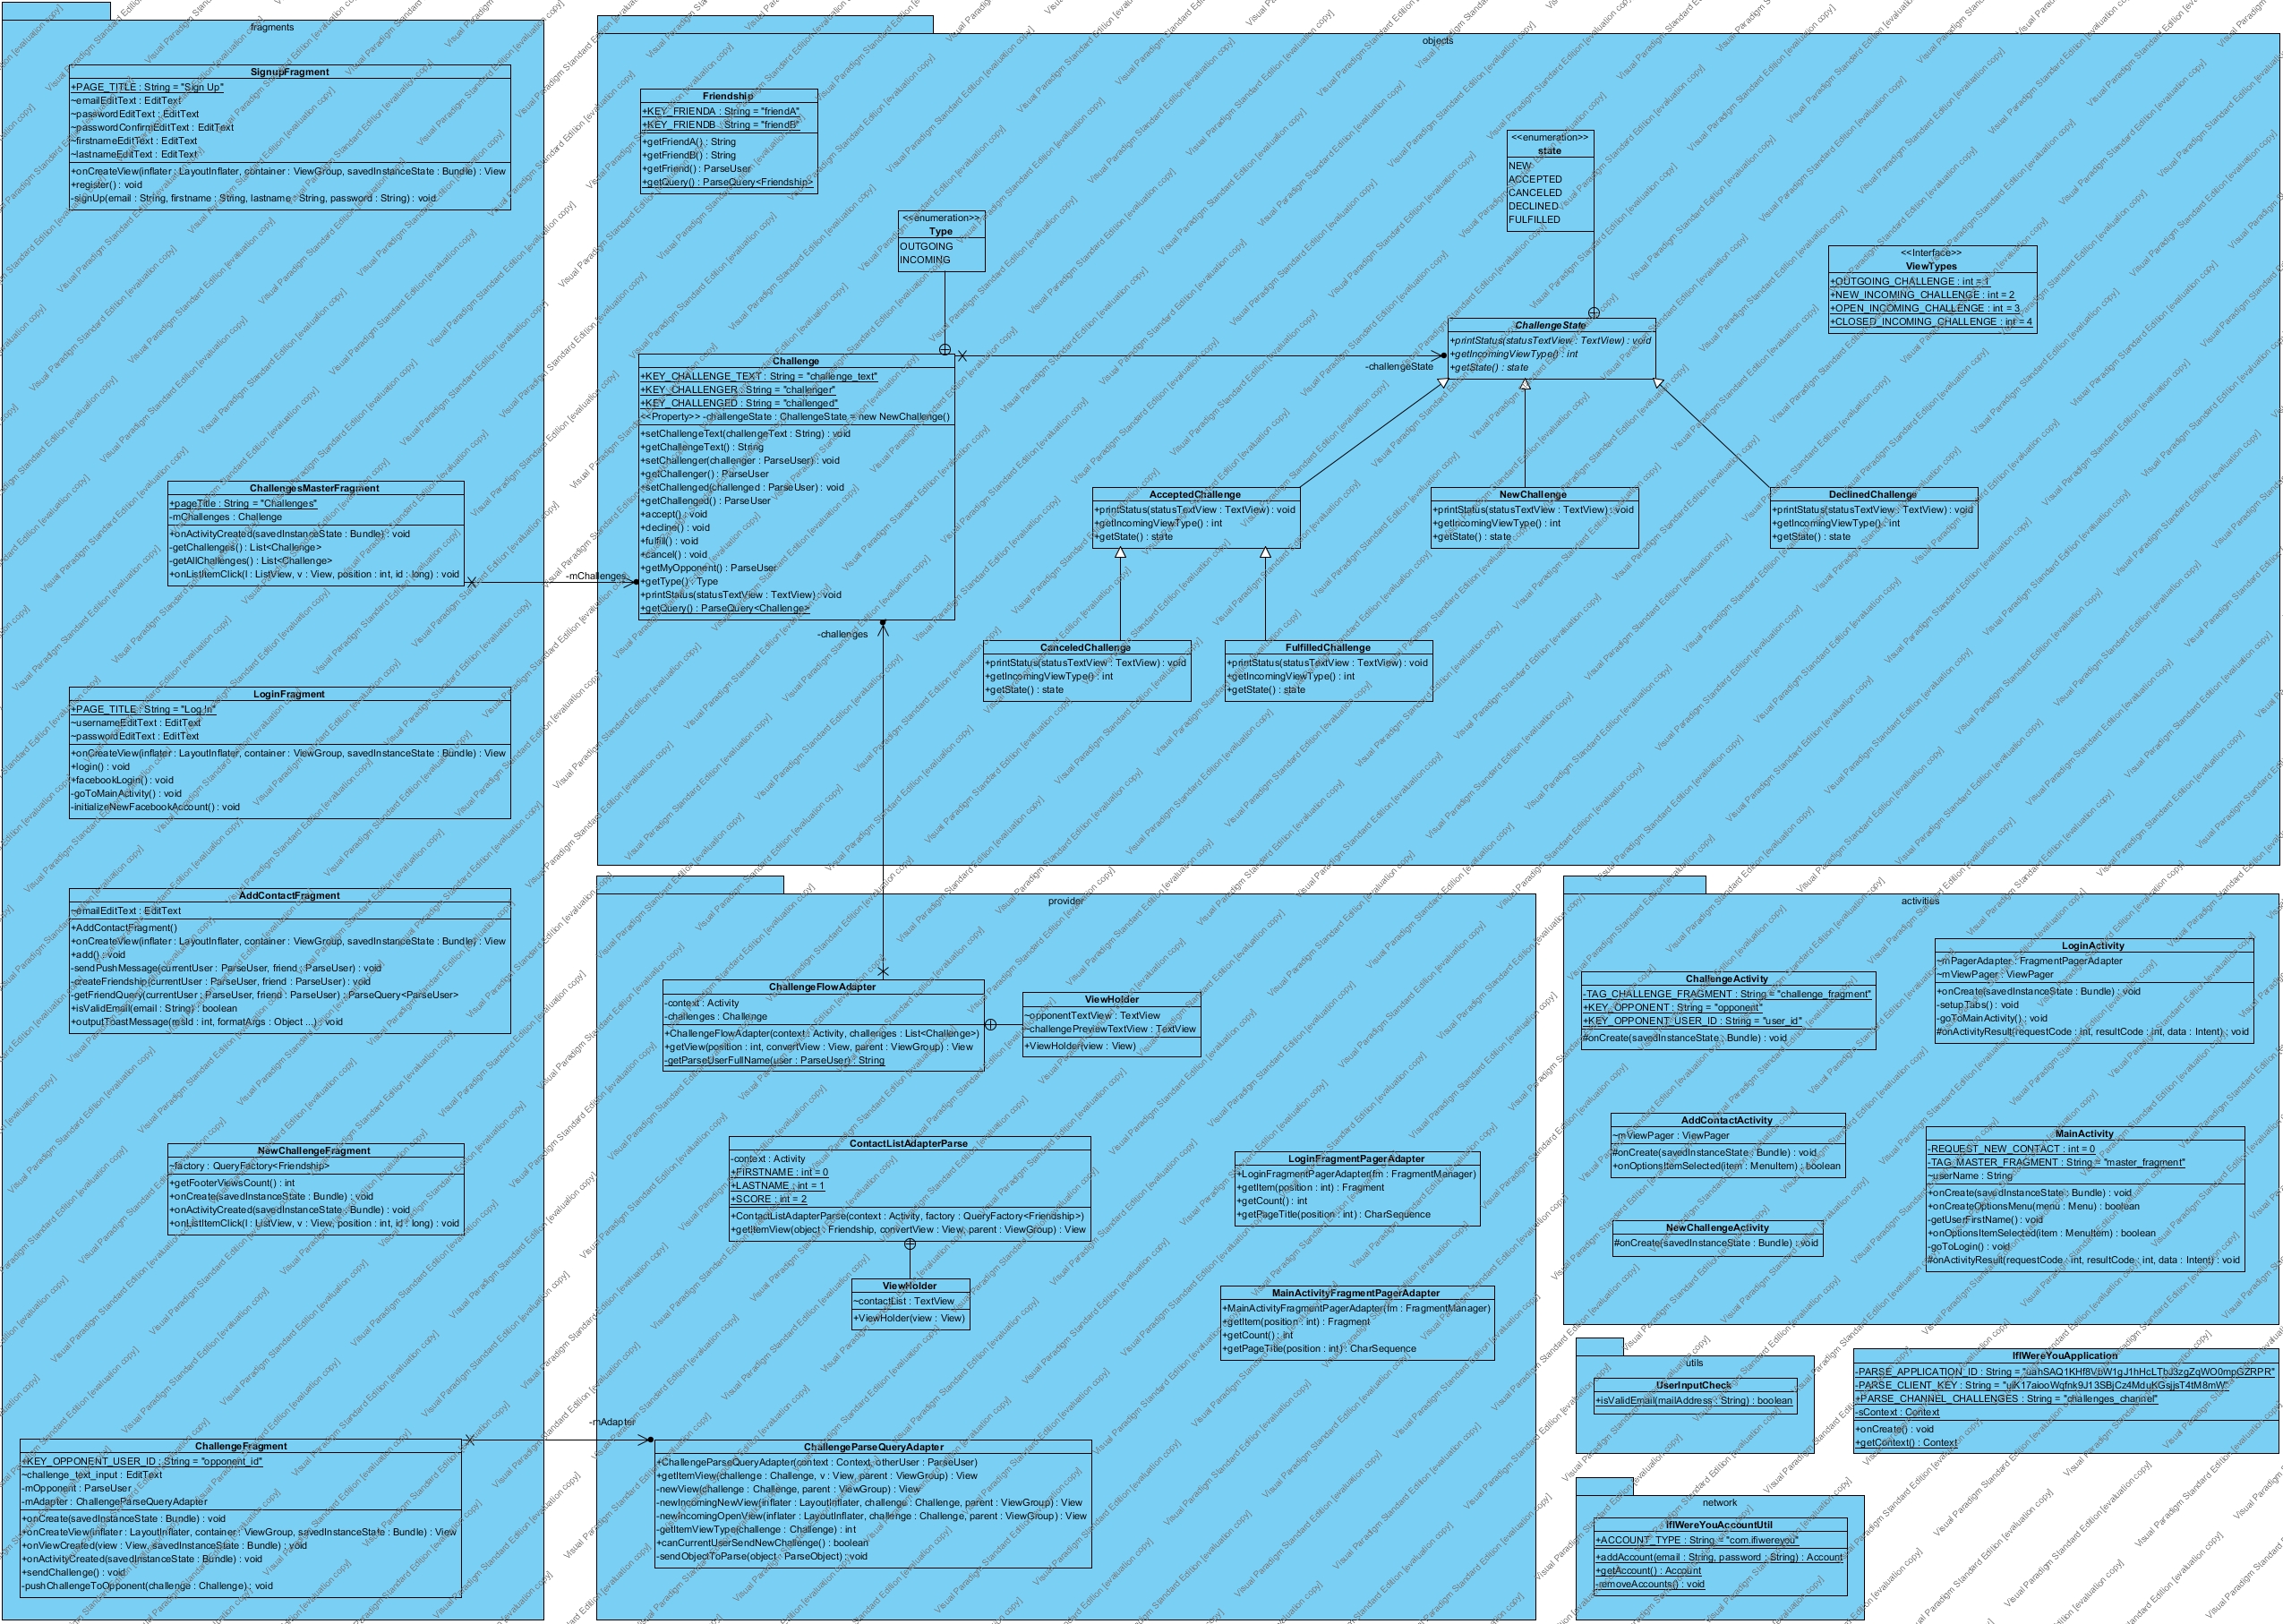 fragments
SignupFragment
+PAGE_TITLE : String = "Sign Up"
~emailEditText : EditText
~passwordEditText : EditText
~passwordConfirmEditText : EditText
~firstnameEditText : EditText
~lastnameEditText : EditText
+onCreateView(inflater : LayoutInflater, container : ViewGroup, savedInstanceState : Bundle) : View
+register() : void
-signUp(email : String, firstname : String, lastname : String, password : String) : void
ChallengesMasterFragment
+pageTitle : String = "Challenges"
-mChallenges : Challenge
+onActivityCreated(savedInstanceState : Bundle) : void
-getChallenges() : List<Challenge>
-getAllChallenges() : List<Challenge>
+onListItemClick(l : ListView, v : View, position : int, id : long) : void
-mChallenges
LoginFragment
+PAGE_TITLE : String = "Log In"
~usernameEditText : EditText
~passwordEditText : EditText
+onCreateView(inflater : LayoutInflater, container : ViewGroup, savedInstanceState : Bundle) : View
+login() : void
+facebookLogin() : void
-goToMainActivity() : void
-initializeNewFacebookAccount() : void
AddContactFragment
~emailEditText : EditText
+AddContactFragment()
+onCreateView(inflater : LayoutInflater, container : ViewGroup, savedInstanceState : Bundle) : View
+add() : void
-sendPushMessage(currentUser : ParseUser, friend : ParseUser) : void
-createFriendship(currentUser : ParseUser, friend : ParseUser) : void
-getFriendQuery(currentUser : ParseUser, friend : ParseUser) : ParseQuery<ParseUser>
+isValidEmail(email : String) : boolean
+outputToastMessage(msId : int, formatArgs : Object ...) : void
NewChallengeFragment
~factory : QueryFactory<Friendship>
+getFooterViewsCount() : int
+onCreate(savedInstanceState : Bundle) : void
+onActivityCreated(savedInstanceState : Bundle) : void
+onListItemClick(l : ListView, v : View, position : int, id : long) : void
ChallengeFragment
+KEY_OPPONENT_USER_ID : String = "opponent_id"
~challenge_text_input : EditText
-mOpponent : ParseUser
-mAdapter : ChallengeParseQueryAdapter
+onCreate(savedInstanceState : Bundle) : void
+onCreateView(inflater : LayoutInflater, container : ViewGroup, savedInstanceState : Bundle) : View
+onViewCreated(view : View, savedInstanceState : Bundle) : void
+onActivityCreated(savedInstanceState : Bundle) : void
+sendChallenge() : void
-pushChallengeToOpponent(challenge : Challenge) : void
-mAdapter
objects
Friendship
+KEY_FRIENDA : String = "friendA"
+KEY_FRIENDB : String = "friendB"
+getFriendA() : String
+getFriendB() : String
+getFriend() : ParseUser
+getQuery() : ParseQuery<Friendship>
<<enumeration>>
Type
OUTGOING
INCOMING
<<enumeration>>
state
NEW
ACCEPTED
CANCELED
DECLINED
FULFILLED
<<Interface>>
ViewTypes
+OUTGOING_CHALLENGE : int = 1
+NEW_INCOMING_CHALLENGE : int = 2
+OPEN_INCOMING_CHALLENGE : int = 3
+CLOSED_INCOMING_CHALLENGE : int = 4
Challenge
+KEY_CHALLENGE_TEXT : String = "challenge_text"
+KEY_CHALLENGER : String = "challenger"
+KEY_CHALLENGED : String = "challenged"
<<Property>> -challengeState : ChallengeState = new NewChallenge()
+setChallengeText(challengeText : String) : void
+getChallengeText() : String
+setChallenger(challenger : ParseUser) : void
+getChallenger() : ParseUser
+setChallenged(challenged : ParseUser) : void
+getChallenged() : ParseUser
+accept() : void
+decline() : void
+fulfill() : void
+cancel() : void
+getMyOpponent() : ParseUser
+getType() : Type
+printStatus(statusTextView : TextView) : void
+getQuery() : ParseQuery<Challenge>
-challenges
-challengeState
ChallengeState
+printStatus(statusTextView : TextView) : void
+getIncomingViewType() : int
+getState() : state
AcceptedChallenge
+printStatus(statusTextView : TextView) : void
+getIncomingViewType() : int
+getState() : state
NewChallenge
+printStatus(statusTextView : TextView) : void
+getIncomingViewType() : int
+getState() : state
DeclinedChallenge
+printStatus(statusTextView : TextView) : void
+getIncomingViewType() : int
+getState() : state
CanceledChallenge
+printStatus(statusTextView : TextView) : void
+getIncomingViewType() : int
+getState() : state
FulfilledChallenge
+printStatus(statusTextView : TextView) : void
+getIncomingViewType() : int
+getState() : state
provider
ChallengeFlowAdapter
-context : Activity
-challenges : Challenge
+ChallengeFlowAdapter(context : Activity, challenges : List<Challenge>)
+getView(position : int, convertView : View, parent : ViewGroup) : View
-getParseUserFullName(user : ParseUser) : String
ViewHolder
~opponentTextView : TextView
~challengePreviewTextView : TextView
+ViewHolder(view : View)
ContactListAdapterParse
-context : Activity
+FIRSTNAME : int = 0
+LASTNAME : int = 1
+SCORE : int = 2
+ContactListAdapterParse(context : Activity, factory : QueryFactory<Friendship>)
+getItemView(object : Friendship, convertView : View, parent : ViewGroup) : View
ViewHolder
~contactList : TextView
+ViewHolder(view : View)
LoginFragmentPagerAdapter
+LoginFragmentPagerAdapter(fm : FragmentManager)
+getItem(position : int) : Fragment
+getCount() : int
+getPageTitle(position : int) : CharSequence
MainActivityFragmentPagerAdapter
+MainActivityFragmentPagerAdapter(fm : FragmentManager)
+getItem(position : int) : Fragment
+getCount() : int
+getPageTitle(position : int) : CharSequence
ChallengeParseQueryAdapter
+ChallengeParseQueryAdapter(context : Context, otherUser : ParseUser)
+getItemView(challenge : Challenge, v : View, parent : ViewGroup) : View
-newView(challenge : Challenge, parent : ViewGroup) : View
-newIncomingNewView(inflater : LayoutInflater, challenge : Challenge, parent : ViewGroup) : View
-newIncomingOpenView(inflater : LayoutInflater, challenge : Challenge, parent : ViewGroup) : View
-getItemViewType(challenge : Challenge) : int
+canCurrentUserSendNewChallenge() : boolean
-sendObjectToParse(object : ParseObject) : void
activities
ChallengeActivity
-TAG_CHALLENGE_FRAGMENT : String = "challenge_fragment"
+KEY_OPPONENT : String = "opponent"
+KEY_OPPONENT_USER_ID : String = "user_id"
#onCreate(savedInstanceState : Bundle) : void
LoginActivity
~mPagerAdapter : FragmentPagerAdapter
~mViewPager : ViewPager
+onCreate(savedInstanceState : Bundle) : void
-setupTabs() : void
-goToMainActivity() : void
#onActivityResult(requestCode : int, resultCode : int, data : Intent) : void
AddContactActivity
~mViewPager : ViewPager
#onCreate(savedInstanceState : Bundle) : void
+onOptionsItemSelected(item : MenuItem) : boolean
NewChallengeActivity
#onCreate(savedInstanceState : Bundle) : void
MainActivity
-REQUEST_NEW_CONTACT : int = 0
-TAG_MASTER_FRAGMENT : String = "master_fragment"
~userName : String
+onCreate(savedInstanceState : Bundle) : void
+onCreateOptionsMenu(menu : Menu) : boolean
-getUserFirstName() : void
+onOptionsItemSelected(item : MenuItem) : boolean
-goToLogin() : void
#onActivityResult(requestCode : int, resultCode : int, data : Intent) : void
utils
UserInputCheck
+isValidEmail(mailAddress : String) : boolean
IfIWereYouApplication
-PARSE_APPLICATION_ID : String =
-PARSE_CLIENT_KEY : String =
+PARSE_CHANNEL_CHALLENGES : String = "challenges_channel"
-sContext : Context
+onCreate() : void
+getContext() : Context
network
IfIWereYouAccountUtil
+ACCOUNT_TYPE : String = "com.ifiwereyou"
+addAccount(email : String, password : String) : Account
+getAccount() : Account
-removeAccounts() : void
Visual Paradigm Standard Edition [evaluation copy]